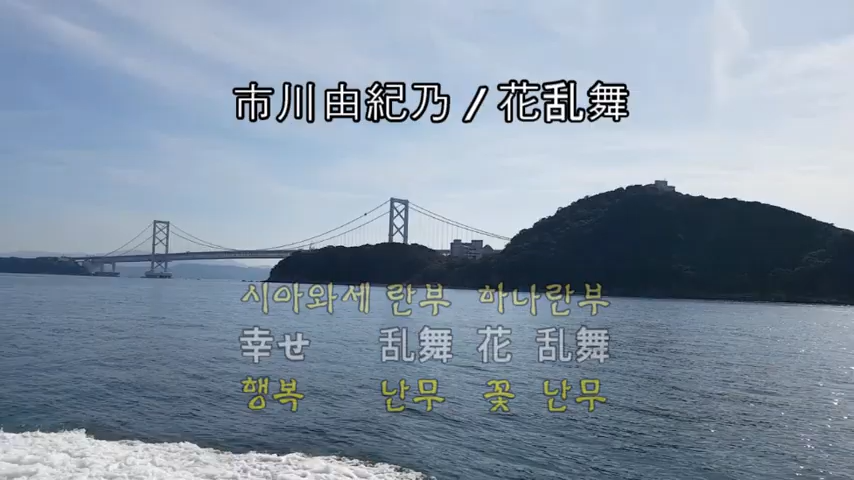 市川由紀乃 / 花乱舞
시아와세 란부 하나란부
幸せ 乱舞 花 乱舞
행복 난무 꽃 난무